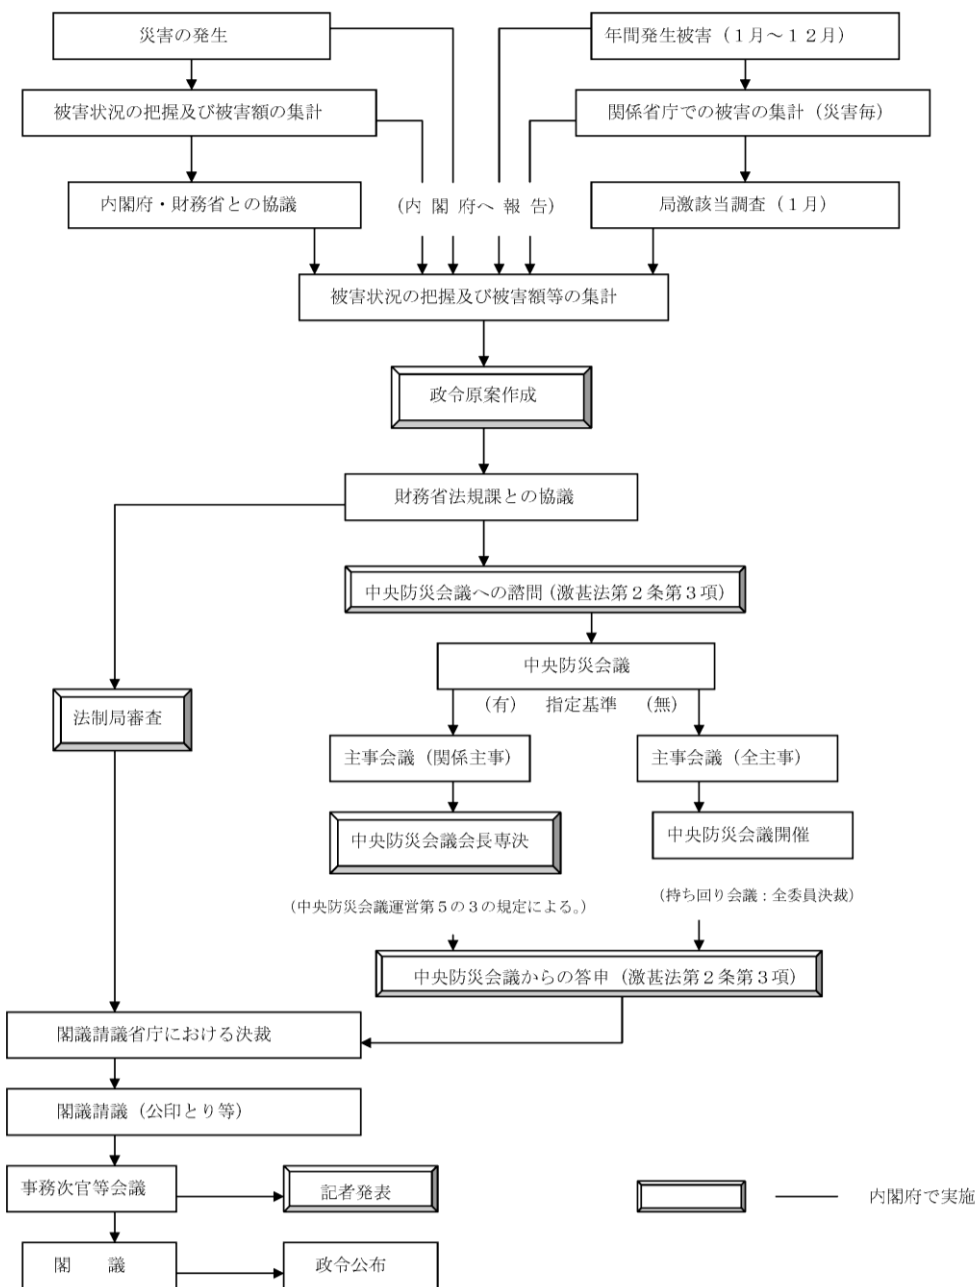 災害の発生
年間発生被害（１月～１２月）
被害状況の把握及び被害額の集計
関係省庁での被害の集計（災害毎）
内閣府・財務省との協議
（内 閣 府へ 報 告）
局激該当調査（１月）
被害状況の把握及び被害額等の集計
政令原案作成
財務省法規課との協議
中央防災会議への諮問（激甚法第２条第３項）
中央防災会議
（有） 指定基準 （無）
法制局審査
主事会議（関係主事）
主事会議（全主事）
中央防災会議会長専決
中央防災会議開催
（中央防災会議運営第５の３の規定による。）
（持ち回り会議：全委員決裁）
中央防災会議からの答申（激甚法第２条第３項）
閣議請議省庁における決裁
閣議請議（公印とり等）
事務次官等会議
記者発表
内閣府で実施
閣　　議
政令公布